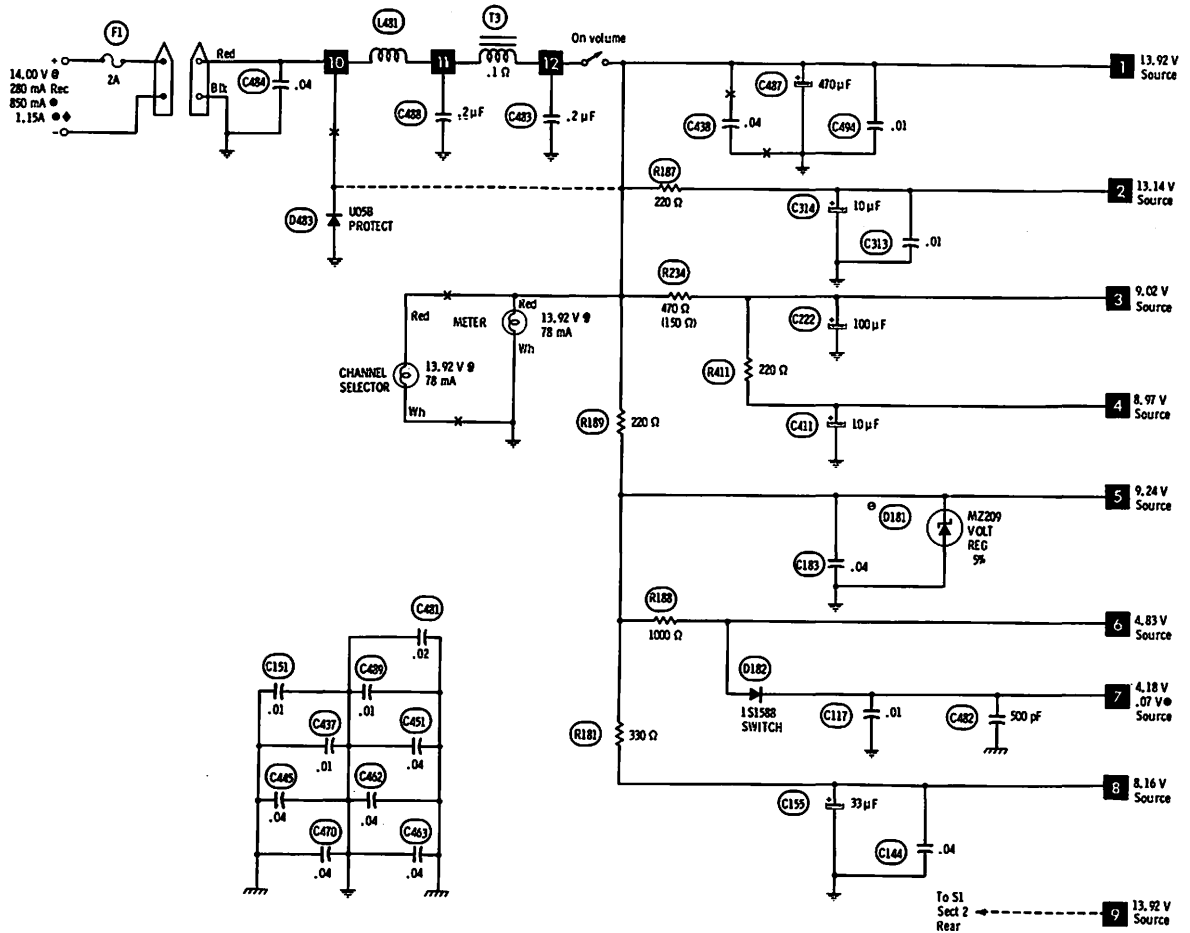 F1
+
14.00 V @
280 mA Rec
850 mA ●
1.15A ●♦
−
2A
Red
Blk
C484
.04
10
L481
11
T3
.1 Ω
12
On volume
C488
.2 µF
C483
.2 µF
C438
.04
C487
+
470 µF
C494
.01
1
13.92 V
Source
D483
U05B
PROTECT
R187
220 Ω
C314
+
10 µF
C313
.01
2
13.14 V
Source
Red
METER
Red
13.92 V @
78 mA
Wh
CHANNEL
SELECTOR
13.92 V @
78 mA
Wh
R234
470 Ω
(150 Ω)
C222
+
100 µF
3
9.02 V
Source
R411
220 Ω
C411
+
10 µF
4
8.97 V
Source
R189
220 Ω
C183
.04
⊖
D181
MZ209
VOLT
REG
5%
5
9.24 V
Source
R188
1000 Ω
6
4.83 V
Source
D182
1S1588
SWITCH
C117
.01
C482
500 pF
7
4.18 V
.07 V●
Source
R181
330 Ω
C155
+
33 µF
C144
.04
8
8.16 V
Source
C481
.02
C151
.01
C489
.01
C437
.01
C451
.04
C445
.04
C462
.04
C470
.04
C463
.04
To S1
Sect 2
Rear
9
13.92 V
Source